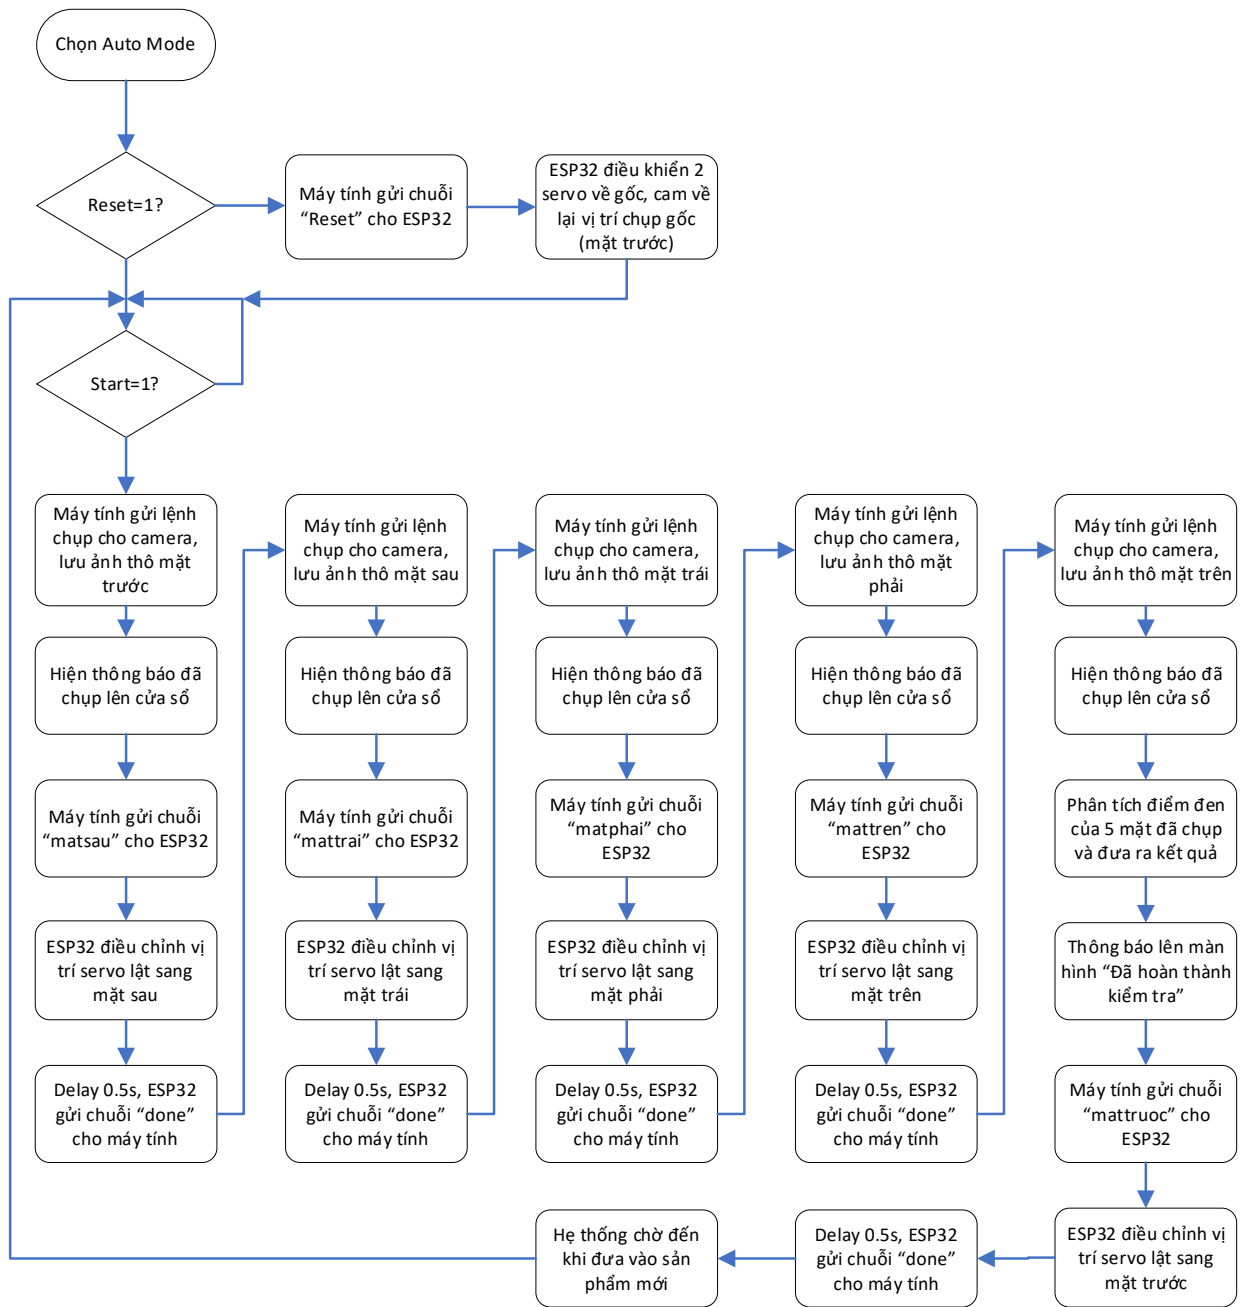 Chọn Auto Mode
Reset=1?
Máy tính gửi chuỗi
“Reset” cho ESP32
ESP32 điều khiển 2
servo về gốc, cam về
lại vị trí chụp gốc
(mặt trước)
Start=1?
Máy tính gửi lệnh
chụp cho camera,
lưu ảnh thô mặt
trước
Hiện thông báo đã
chụp lên cửa sổ
Máy tính gửi chuỗi
“matsau” cho ESP32
ESP32 điều chỉnh vị
trí servo lật sang
mặt sau
Delay 0.5s, ESP32
gửi chuỗi “done”
cho máy tính
Máy tính gửi lệnh
chụp cho camera,
lưu ảnh thô mặt sau
Hiện thông báo đã
chụp lên cửa sổ
Máy tính gửi chuỗi
“mattrai” cho ESP32
ESP32 điều chỉnh vị
trí servo lật sang
mặt trái
Delay 0.5s, ESP32
gửi chuỗi “done”
cho máy tính
Máy tính gửi lệnh
chụp cho camera,
lưu ảnh thô mặt trái
Hiện thông báo đã
chụp lên cửa sổ
Máy tính gửi chuỗi
“matphai” cho
ESP32
ESP32 điều chỉnh vị
trí servo lật sang
mặt phải
Delay 0.5s, ESP32
gửi chuỗi “done”
cho máy tính
Máy tính gửi lệnh
chụp cho camera,
lưu ảnh thô mặt
phải
Hiện thông báo đã
chụp lên cửa sổ
Máy tính gửi chuỗi
“mattren” cho
ESP32
ESP32 điều chỉnh vị
trí servo lật sang
mặt trên
Delay 0.5s, ESP32
gửi chuỗi “done”
cho máy tính
Máy tính gửi lệnh
chụp cho camera,
lưu ảnh thô mặt trên
Hiện thông báo đã
chụp lên cửa sổ
Phân tích điểm đen
của 5 mặt đã chụp
và đưa ra kết quả
Thông báo lên màn
hình “Đã hoàn thành
kiểm tra”
Máy tính gửi chuỗi
“mattruoc” cho
ESP32
ESP32 điều chỉnh vị
trí servo lật sang
mặt trước
Delay 0.5s, ESP32
gửi chuỗi “done”
cho máy tính
Hẹ thống chờ đến
khi đưa vào sản
phẩm mới